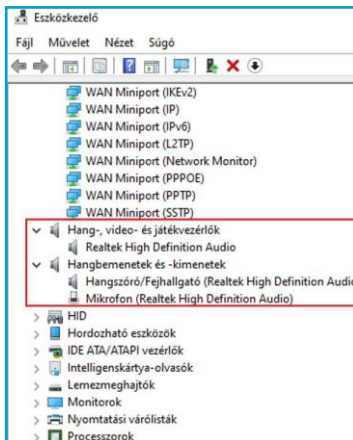 Eszközkezelő
Fájl Művelet Nézet Súgó
WAN Miniport (IKEv2)
WAN Miniport (IP)
WAN Miniport (IPv6)
WAN Miniport (L2TP)
WAN Miniport (Network Monitor)
WAN Miniport (PPPOE)
WAN Miniport (PPTP)
WAN Miniport (SSTP)
Hang-, video- és játékvezérlők
Realtek High Definition Audio
Hangbemenetek és -kimenetek
Hangszóró/Fejhallgató (Realtek High Definition Audio
Mikrofon (Realtek High Definition Audio)
HID
Hordozható eszközök
IDE ATA/ATAPI vezérlők
Intelligenskártya-olvasók
Lemezmeghajtók
Monitorok
Nyomtatási várólisták
Processzorok